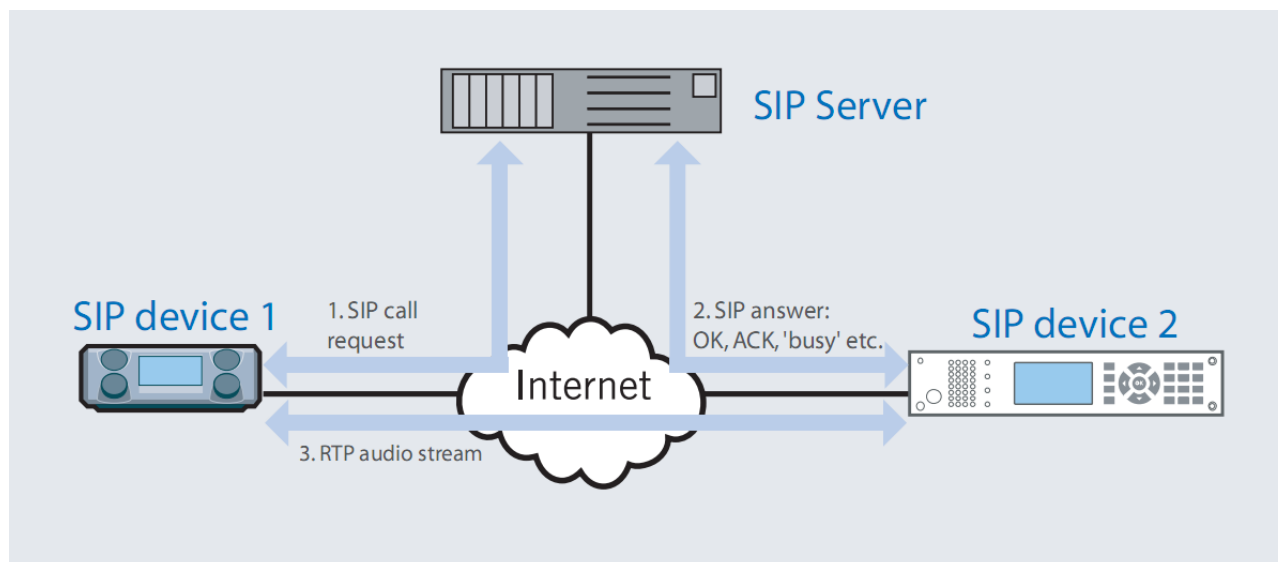 SIP Server
SIP device 1
1. SIP call
request
2. SIP answer:
OK, ACK, 'busy' etc.
SIP device 2
OK
Internet
3. RTP audio stream